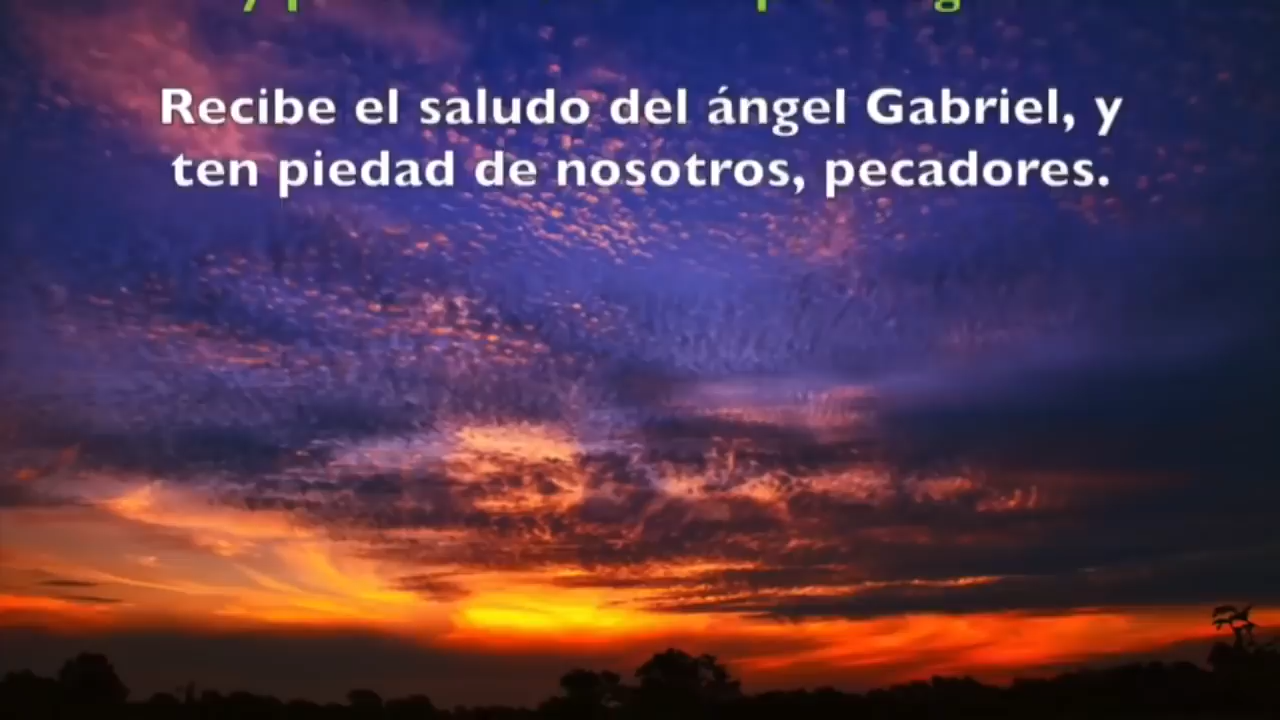 Recibe el saludo del ángel Gabriel, y
ten piedad de nosotros, pecadores.